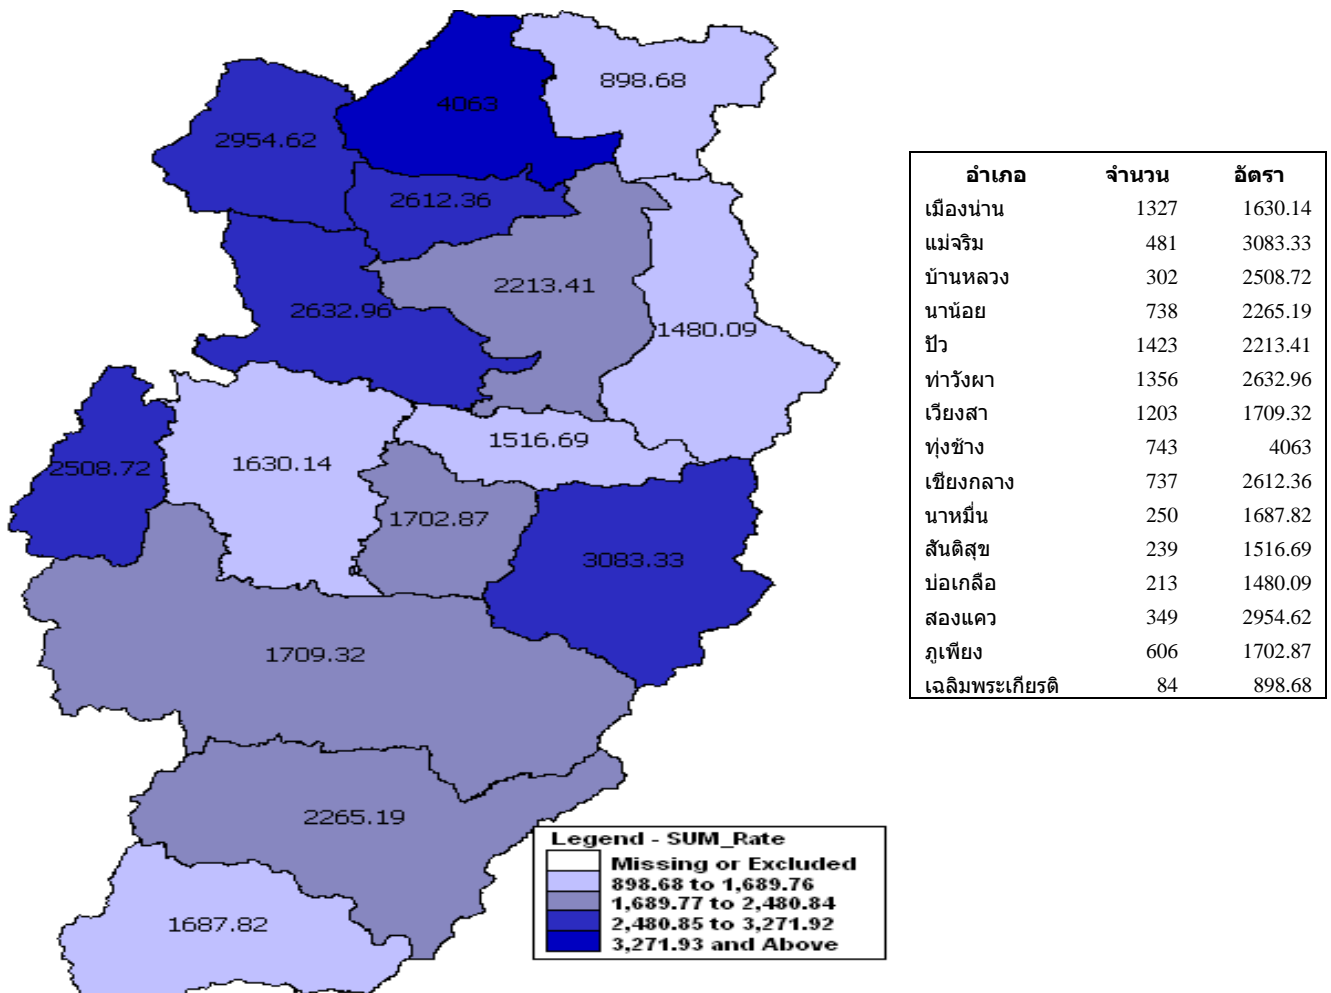 898.68
4063
2954.62
2612.36
2213.41
2632.96
1480.09
1516.69
2508.72
1630.14
1702.87
3083.33
1709.32
2265.19
1687.82
Legend - SUM_Rate
Missing or Excluded
898.68 to 1,689.76
1,689.77 to 2,480.84
2,480.85 to 3,271.92
3,271.93 and Above
อำเภอ จำนวน อัตรา
เมืองน่าน 1327 1630.14
แม่จริม 481 3083.33
บ้านหลวง 302 2508.72
นาน้อย 738 2265.19
ปัว 1423 2213.41
ท่าวังผา 1356 2632.96
เวียงสา 1203 1709.32
ทุ่งช้าง 743 4063
เชียงกลาง 737 2612.36
นาหมื่น 250 1687.82
สันติสุข 239 1516.69
บ่อเกลือ 213 1480.09
สองแคว 349 2954.62
ภูเพียง 606 1702.87
เฉลิมพระเกียรติ 84 898.68